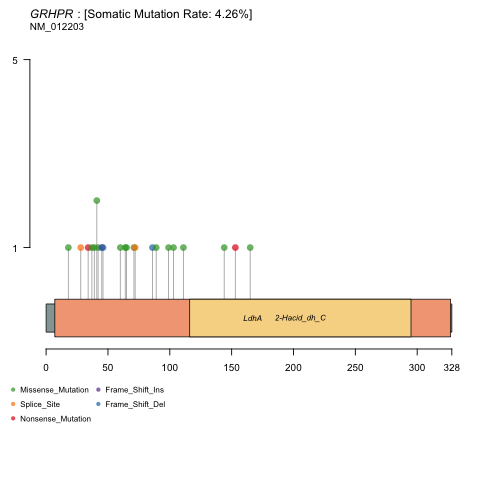 GRHPR : [Somatic Mutation Rate: 4.26%]
NM_012203
5
1
LdhA 2-Hacid_dh_C
0 50 100 150 200 250 300 328
Missense_Mutation Frame_Shift_Ins
Splice_Site Frame_Shift_Del
Nonsense_Mutation